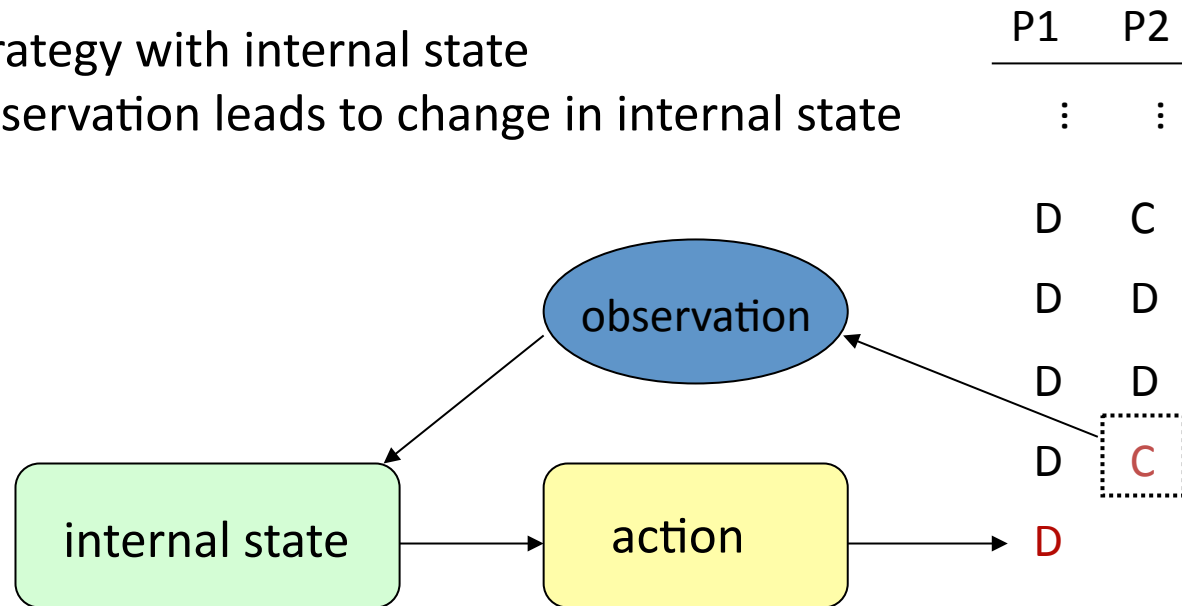 rategy with internal state
servation leads to change in internal state
P1 P2
⋮ ⋮
D C
D D
D D
D C
D
observation
internal state
action